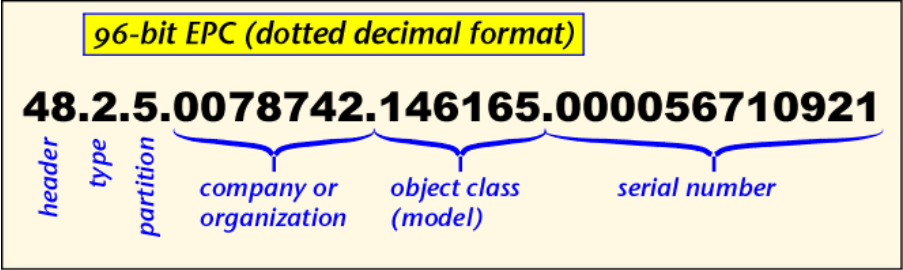 96-bit EPC (dotted decimal format)
48.2.5.0078742.146165.000056710921
header
type
partition
company or
organization
object class
(model)
serial number